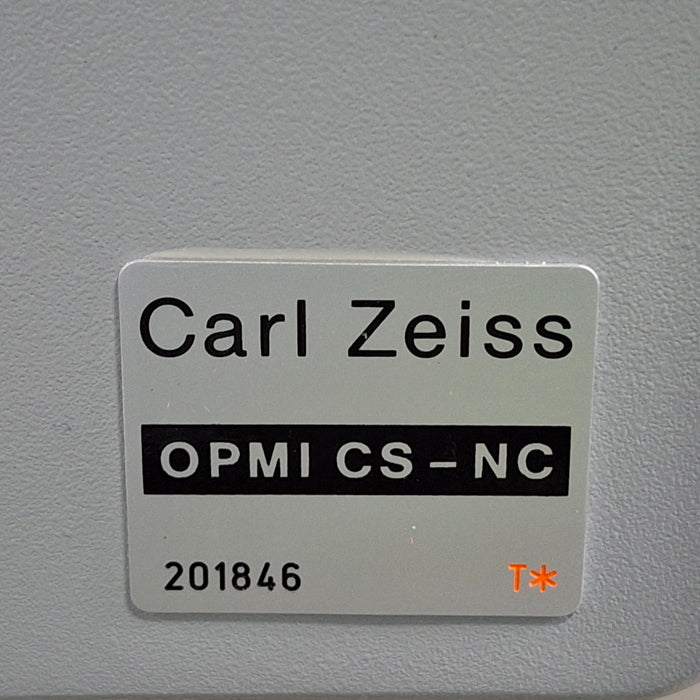 Carl Zeiss
OPMI CS – NC
201846 T*